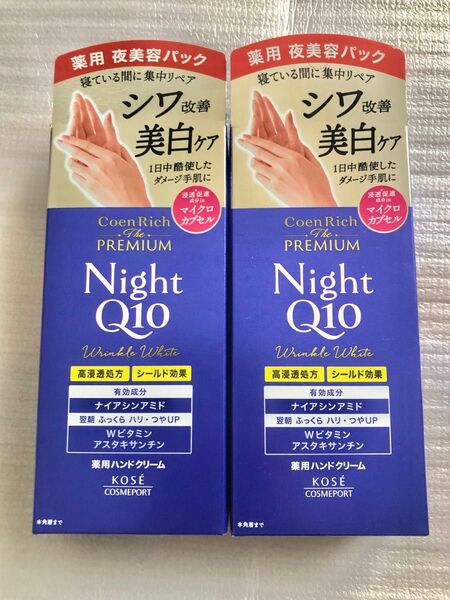 薬用 夜美容パック
寝ている間に集中リペア
シワ改善
美白ケア
1日中酷使した
ダメージ手肌に
浸透促進
成分in
マイクロ
カプセル
CoenRich
The
PREMIUM
Night
Q10
Wrinkle White
高浸透処方 シールド効果
有効成分
ナイアシンアミド
翌朝 ふっくら ハリ・つやUP
Wビタミン
アスタキサンチン
薬用ハンドクリーム
KOSÉ
COSMEPORT
*角層まで
薬用 夜美容パック
寝ている間に集中リペア
シワ改善
美白ケア
1日中酷使した
ダメージ手肌に
浸透促進
成分in
マイクロ
カプセル
CoenRich
The
PREMIUM
Night
Q10
Wrinkle White
高浸透処方 シールド効果
有効成分
ナイアシンアミド
翌朝 ふっくら ハリ・つやUP
Wビタミン
アスタキサンチン
薬用ハンドクリーム
KOSÉ
COSMEPORT
*角層まで